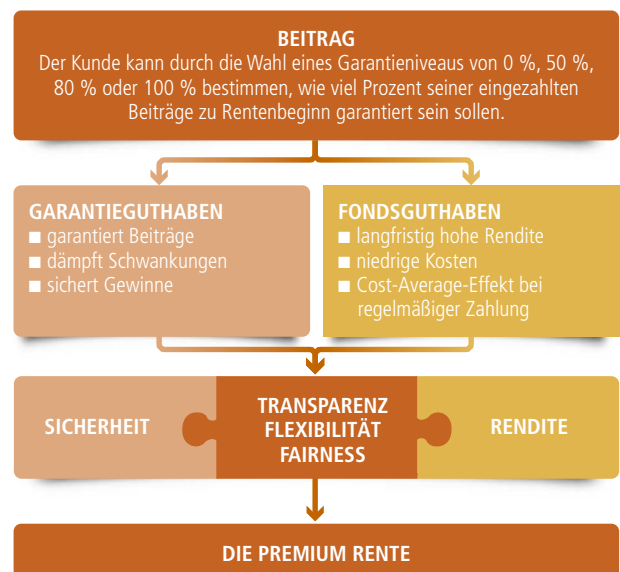 BEITRAG
Der Kunde kann durch die Wahl eines Garantieniveaus von 0 %, 50 %,
80 % oder 100 % bestimmen, wie viel Prozent seiner eingezahlten
Beiträge zu Rentenbeginn garantiert sein sollen.
GARANTIEGUTHABEN
■ garantiert Beiträge
■ dämpft Schwankungen
■ sichert Gewinne
FONDSGUTHABEN
■ langfristig hohe Rendite
■ niedrige Kosten
■ Cost-Average-Effekt bei
regelmäßiger Zahlung
SICHERHEIT
TRANSPARENZ
FLEXIBILITÄT
FAIRNESS
RENDITE
DIE PREMIUM RENTE